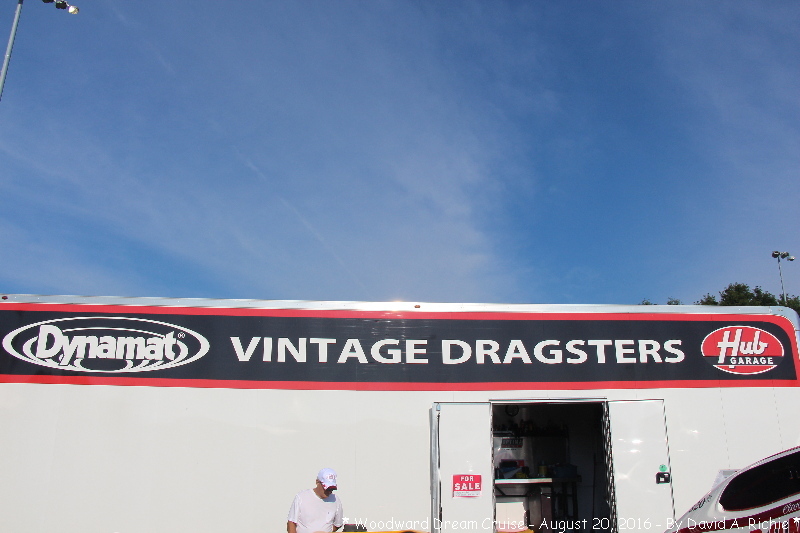 Dynamat®
VINTAGE DRAGSTERS
Hub
GARAGE
FOR
SALE
Woodward Dream Cruise - August 20, 2016 - By David A. Richie